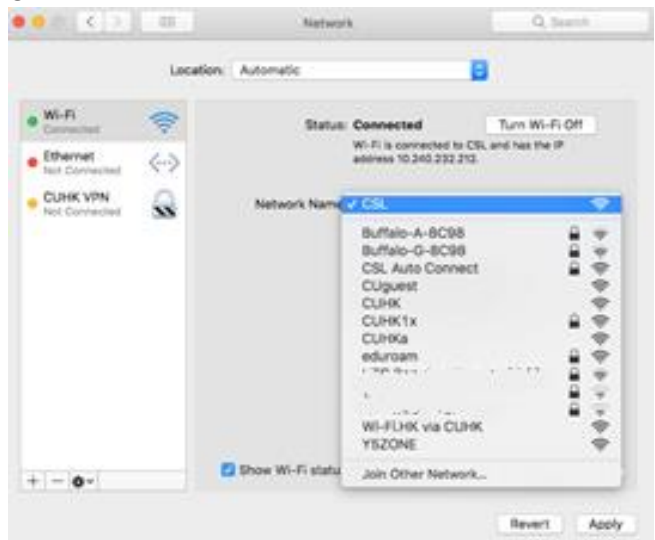 Network
Search
Location: Automatic
Wi-Fi
Connected
Ethernet
Not Connected
CUHK VPN
Not Connected
Status: Connected
Turn Wi-Fi Off
Wi-Fi is connected to CSL and has the IP
address 10.240.232.212.
Network Name
✓ CSL
Buffalo-A-8C98
Buffalo-G-8C98
CSL Auto Connect
CUguest
CUHK
CUHK1x
CUHKa
eduroam
Wi-Fi.HK via CUHK
Y5ZONE
Join Other Network...
Show Wi-Fi statu
Revert
Apply